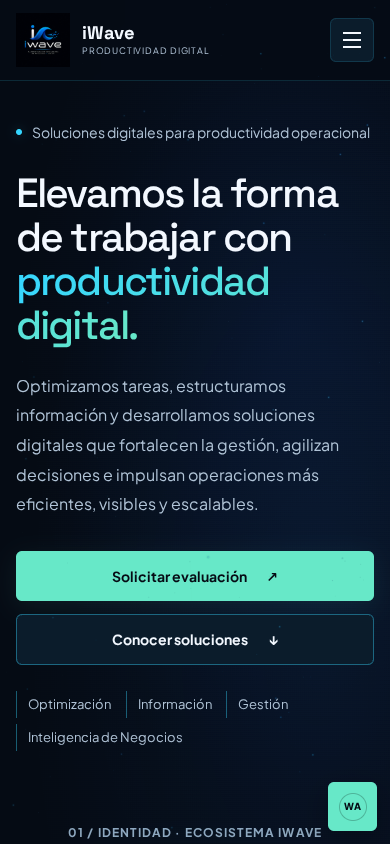 iwave
iWave
PRODUCTIVIDAD DIGITAL
Soluciones digitales para productividad operacional
Elevamos la forma
de trabajar con
productividad
digital.
Optimizamos tareas, estructuramos
información y desarrollamos soluciones
digitales que fortalecen la gestión, agilizan
decisiones e impulsan operaciones más
eficientes, visibles y escalables.
Solicitar evaluación ↗
Conocer soluciones ↓
Optimización Información Gestión
Inteligencia de Negocios
WA
01 / IDENTIDAD · ECOSISTEMA IWAVE